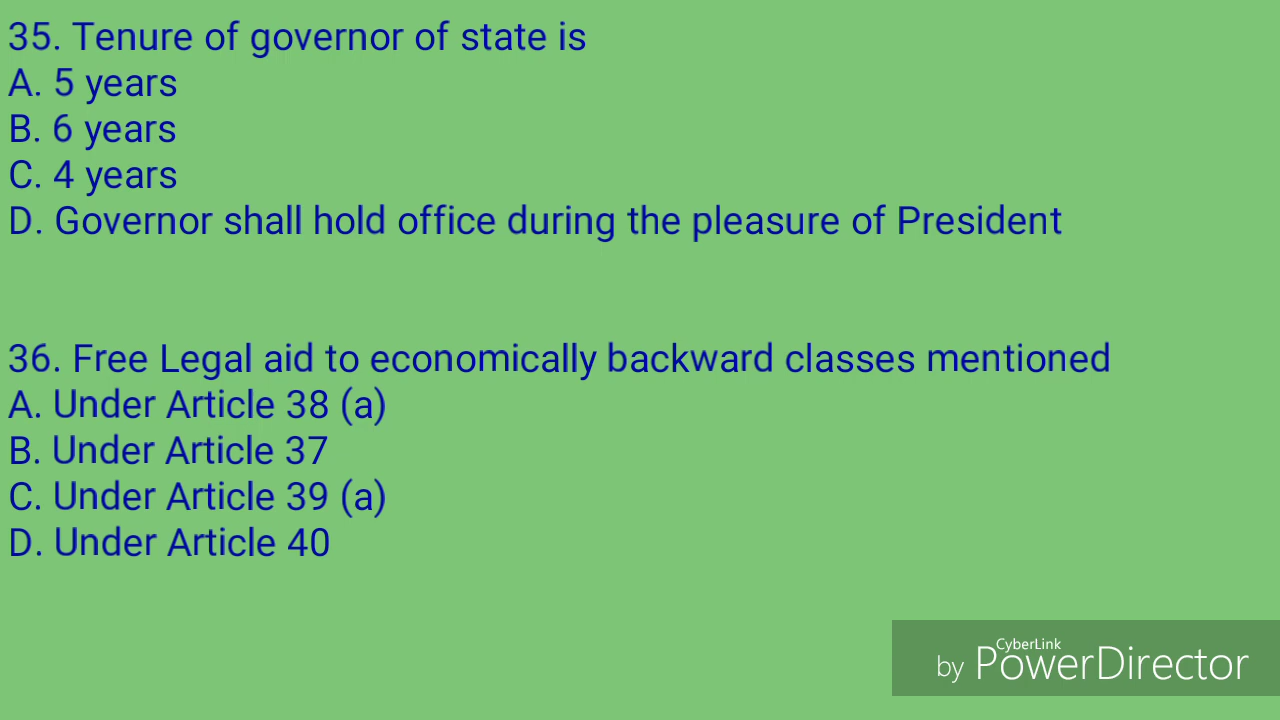 35. Tenure of governor of state is
A. 5 years
B. 6 years
C. 4 years
D. Governor shall hold office during the pleasure of President
36. Free Legal aid to economically backward classes mentioned
A. Under Article 38 (a)
B. Under Article 37
C. Under Article 39 (a)
D. Under Article 40
CyberLink
by PowerDirector